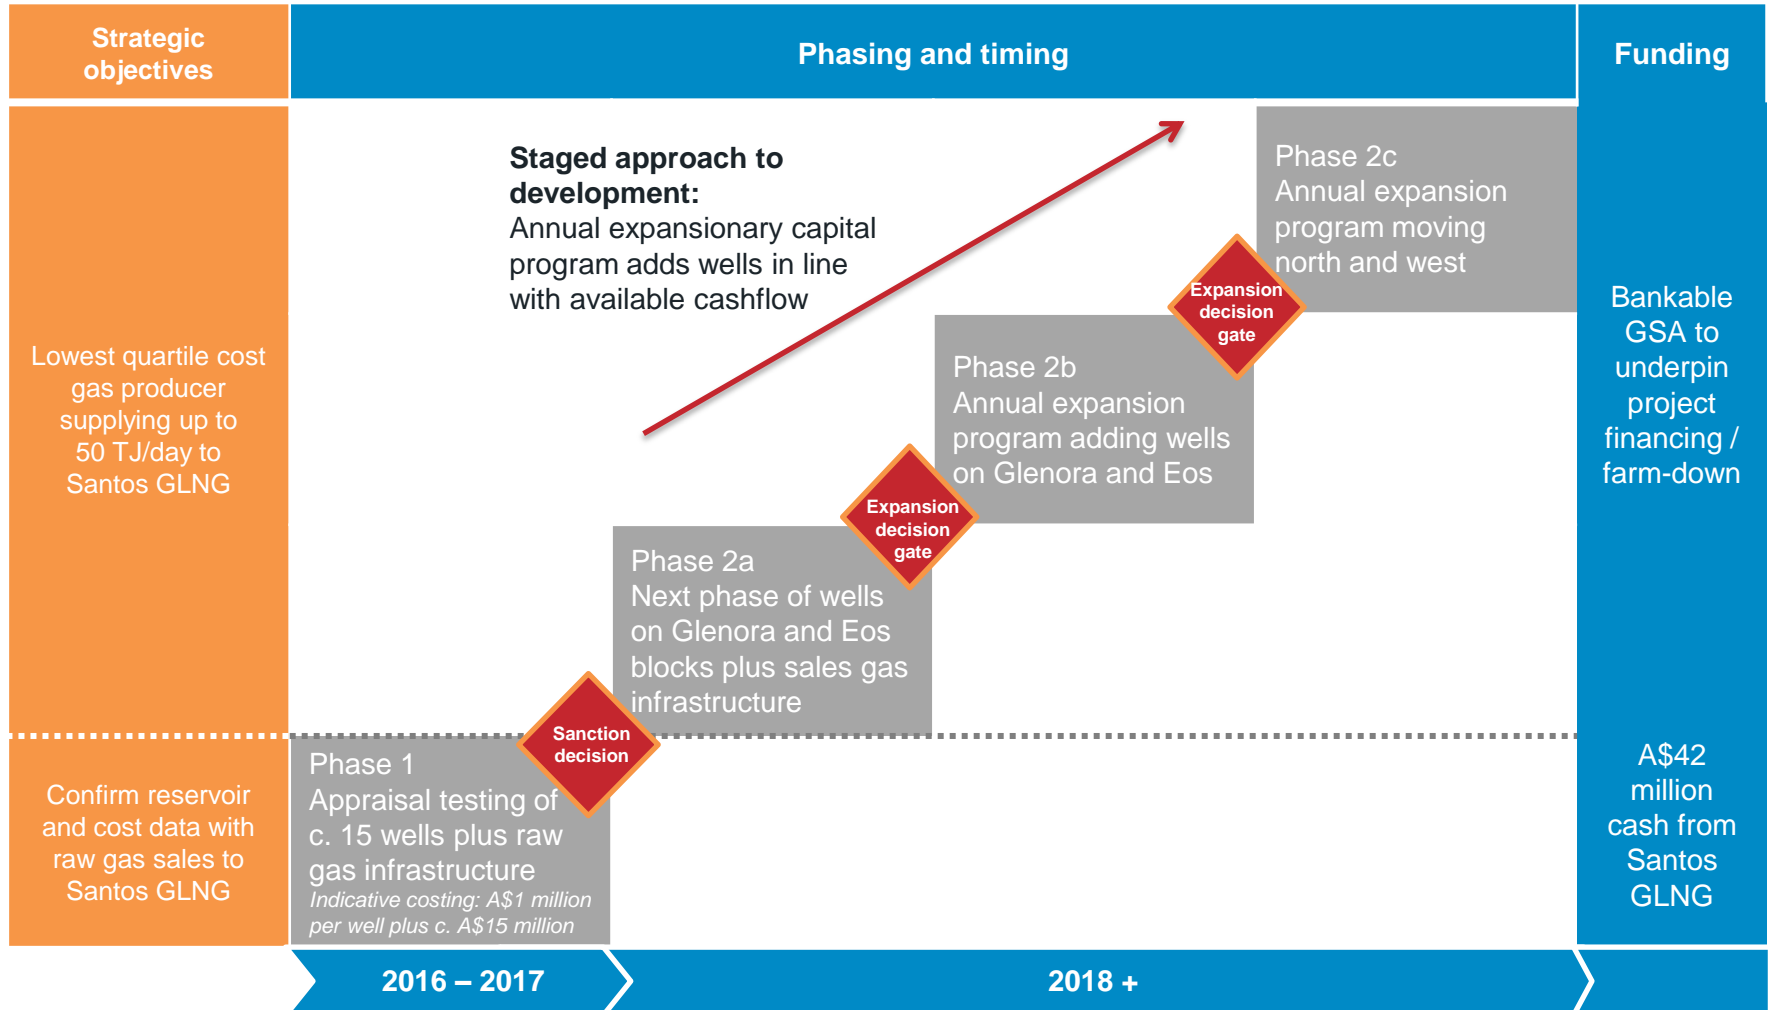 Strategic
objectives
Phasing and timing
Funding
Lowest quartile cost
gas producer
supplying up to
50 TJ/day to
Santos GLNG
Staged approach to
development:
Annual expansionary capital
program adds wells in line
with available cashflow
Phase 2c
Annual expansion
program moving
north and west
Expansion
decision
gate
Phase 2b
Annual expansion
program adding wells
on Glenora and Eos
Expansion
decision
gate
Phase 2a
Next phase of wells
on Glenora and Eos
blocks plus sales gas
infrastructure
Bankable
GSA to
underpin
project
financing /
farm-down
Sanction
decision
Confirm reservoir
and cost data with
raw gas sales to
Santos GLNG
Phase 1
Appraisal testing of
c. 15 wells plus raw
gas infrastructure
Indicative costing: A$1 million
per well plus c. A$15 million
A$42
million
cash from
Santos
GLNG
2016 – 2017
2018 +